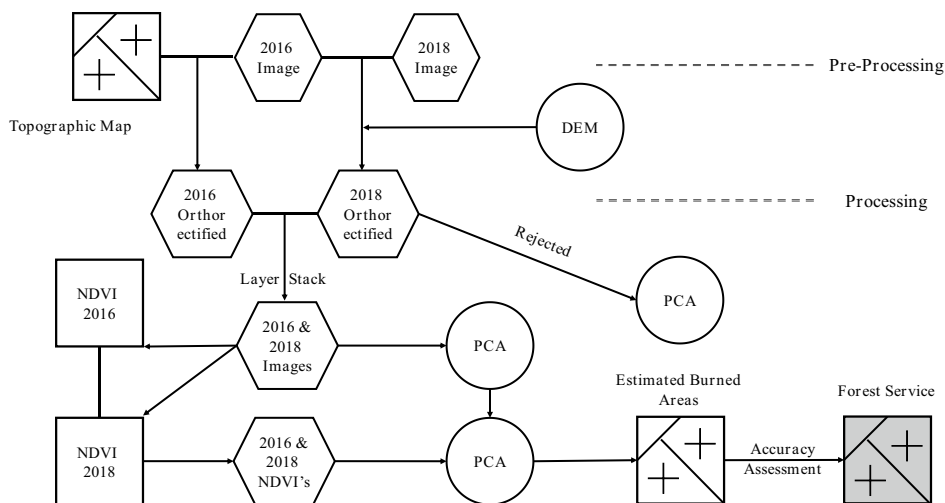 2016
Image
2018
Image
Pre-Processing
Topographic Map
DEM
2016
Orthor
ectified
2018
Orthor
ectified
Processing
Rejected
Layer Stack
NDVI
2016
2016 &
2018
Images
PCA
PCA
Estimated Burned
Areas
Forest Service
NDVI
2018
2016 &
2018
NDVI's
PCA
Accuracy
Assessment